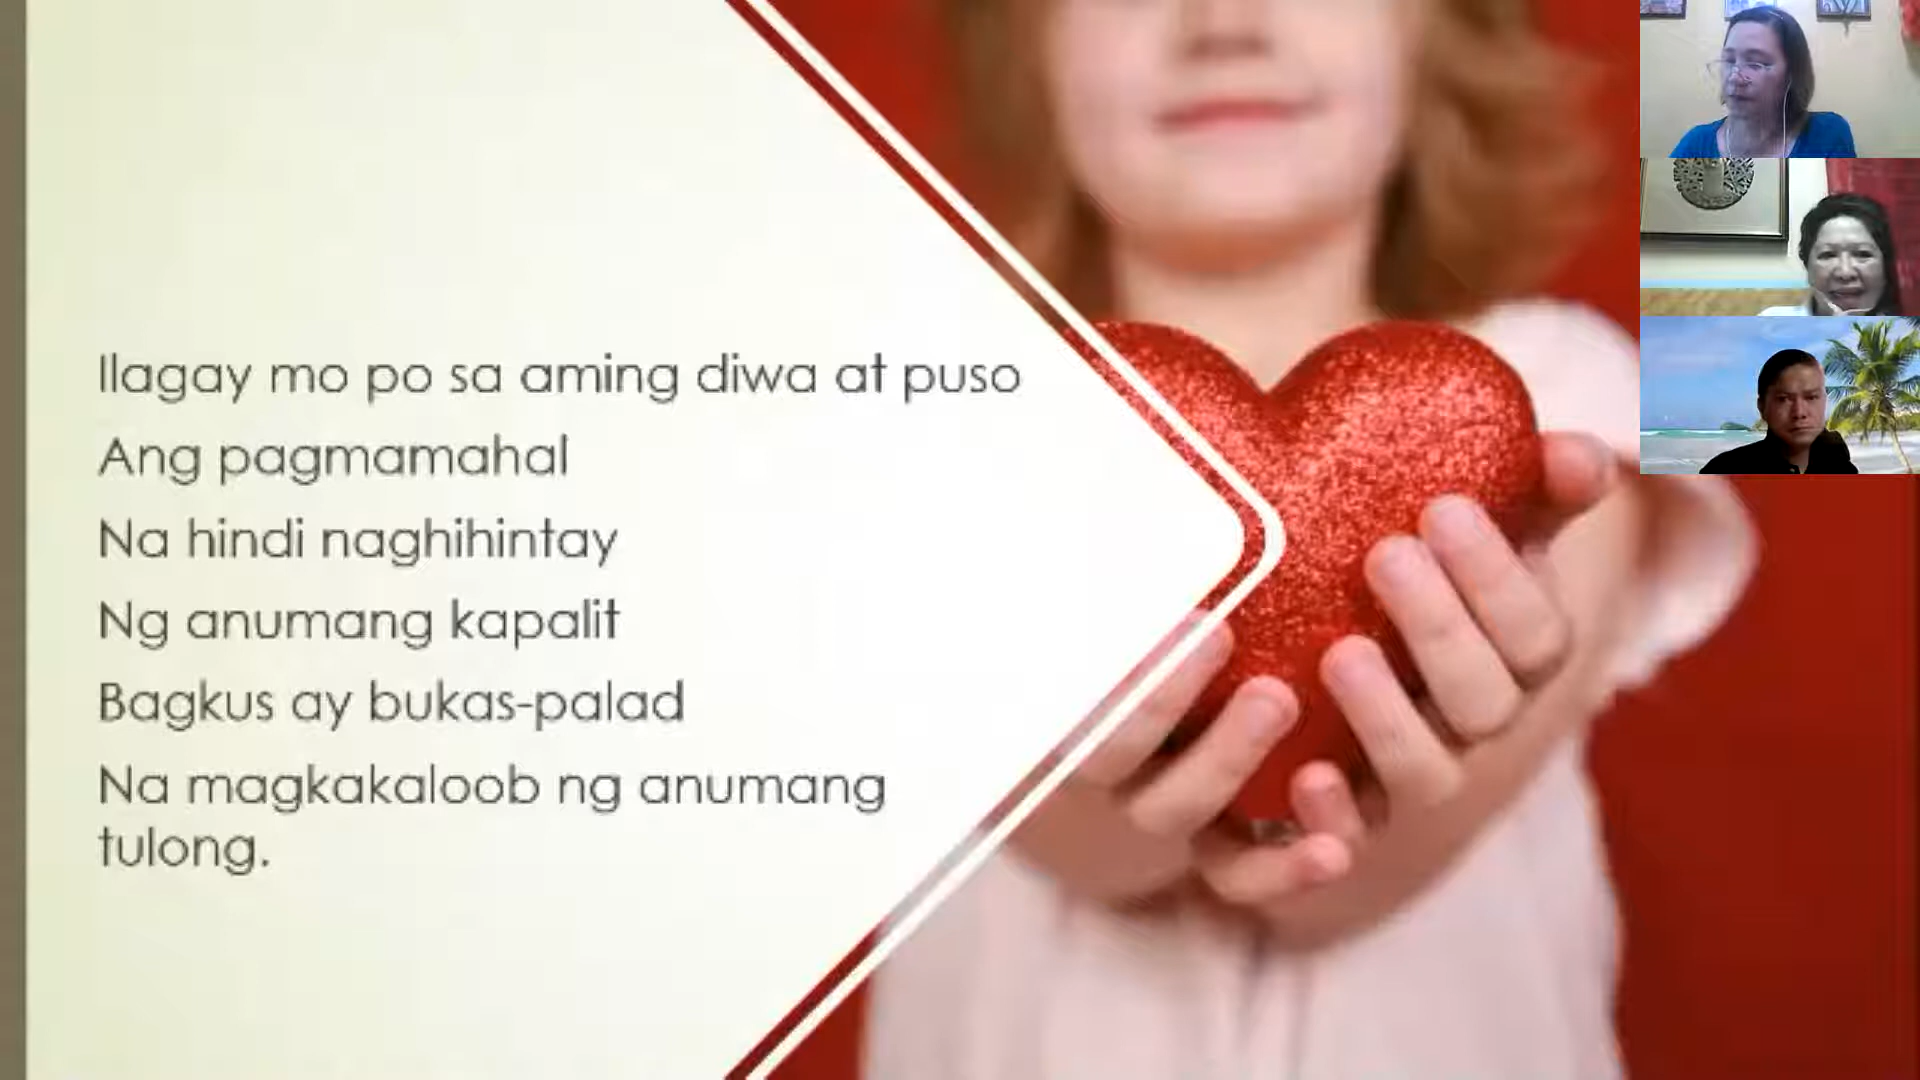 Ilagay mo po sa aming diwa at puso
Ang pagmamahal
Na hindi naghihintay
Ng anumang kapalit
Bagkus ay bukas-palad
Na magkakaloob ng anumang
tulong.